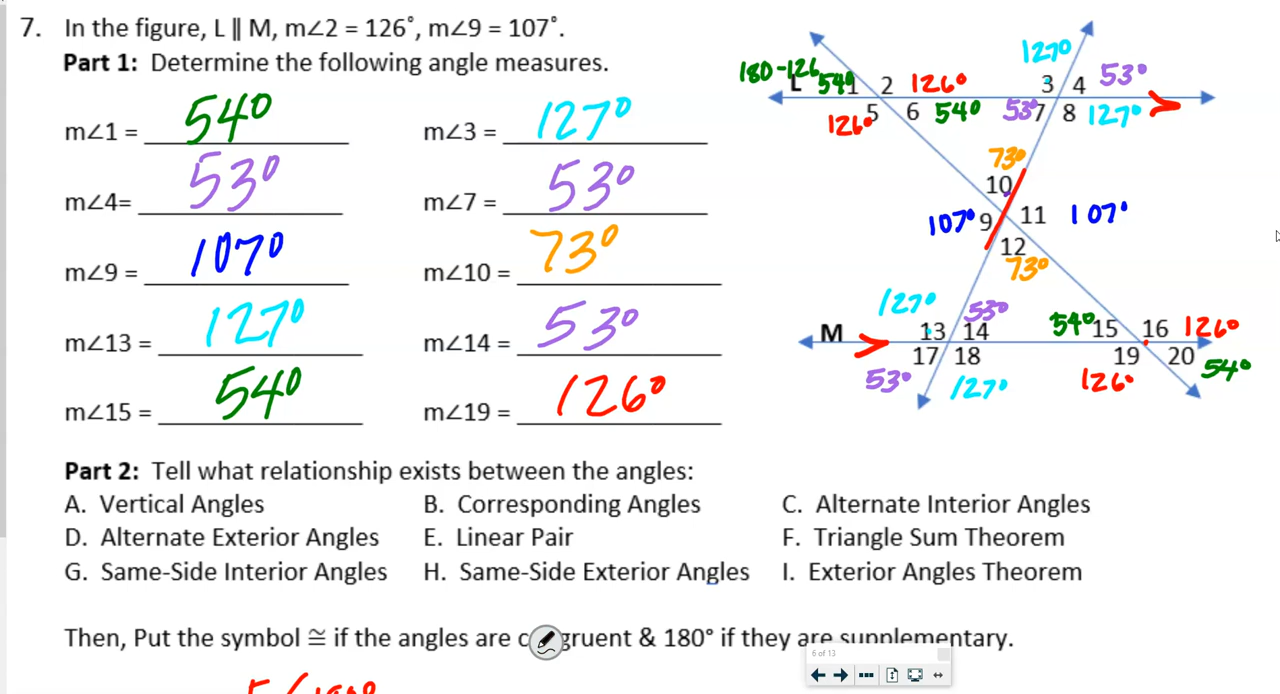 7. In the figure, L ∥ M, m∠2 = 126°, m∠9 = 107°.
Part 1: Determine the following angle measures.
m∠1 = 54° m∠3 = 127°
m∠4= 53° m∠7 = 53°
m∠9 = 107° m∠10 = 73°
m∠13 = 127° m∠14 = 53°
m∠15 = 54° m∠19 = 126°
127°
180-126 L 54° 1 2 126° 3 4 53°
126° 5 6 54° 53° 7 8 127°
73°
10
107° 9 11 107°
12
73°
127° 53°
M 13 14 54° 15 16 126°
17 18 19 20
53° 127° 126° 54°
Part 2: Tell what relationship exists between the angles:
A. Vertical Angles B. Corresponding Angles C. Alternate Interior Angles
D. Alternate Exterior Angles E. Linear Pair F. Triangle Sum Theorem
G. Same-Side Interior Angles H. Same-Side Exterior Angles I. Exterior Angles Theorem
Then, Put the symbol ≅ if the angles are c gruent & 180° if they are supplementary.
6 of 13